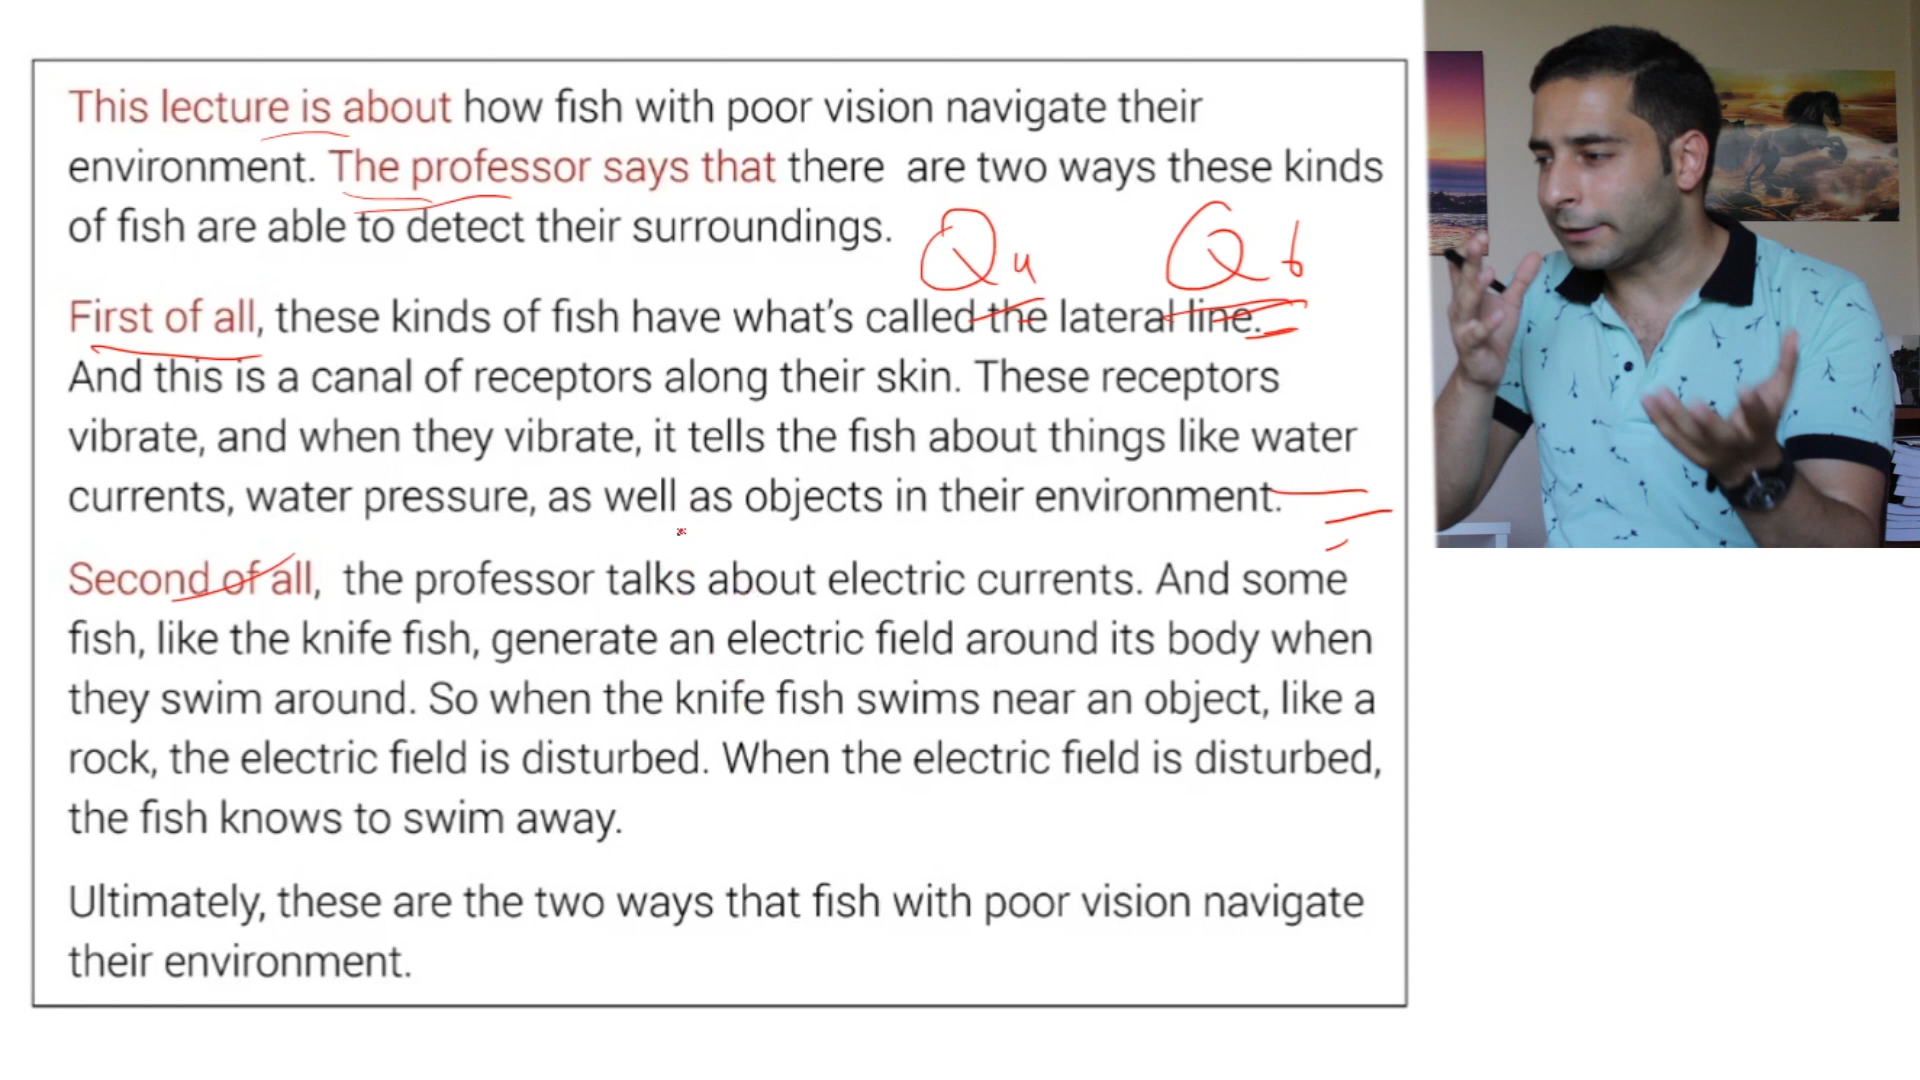 This lecture is about how fish with poor vision navigate their
environment. The professor says that there are two ways these kinds
of fish are able to detect their surroundings.
Q4 Q6
First of all, these kinds of fish have what's called the lateral line.
And this is a canal of receptors along their skin. These receptors
vibrate, and when they vibrate, it tells the fish about things like water
currents, water pressure, as well as objects in their environment.
Second of all, the professor talks about electric currents. And some
fish, like the knife fish, generate an electric field around its body when
they swim around. So when the knife fish swims near an object, like a
rock, the electric field is disturbed. When the electric field is disturbed,
the fish knows to swim away.
Ultimately, these are the two ways that fish with poor vision navigate
their environment.